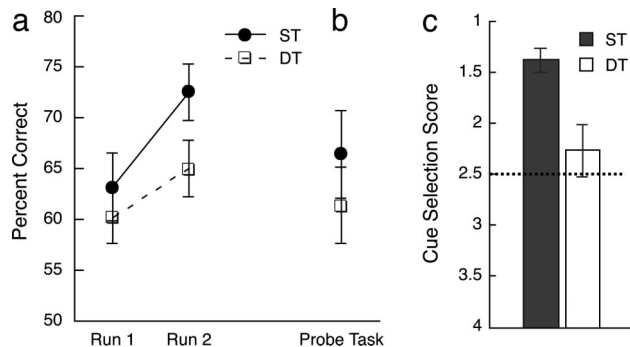 a
b
c
80
75
70
65
60
55
50
Percent Correct
ST
DT
Run 1
Run 2
Probe Task
1
1.5
2
2.5
3
3.5
4
Cue Selection Score
ST
DT